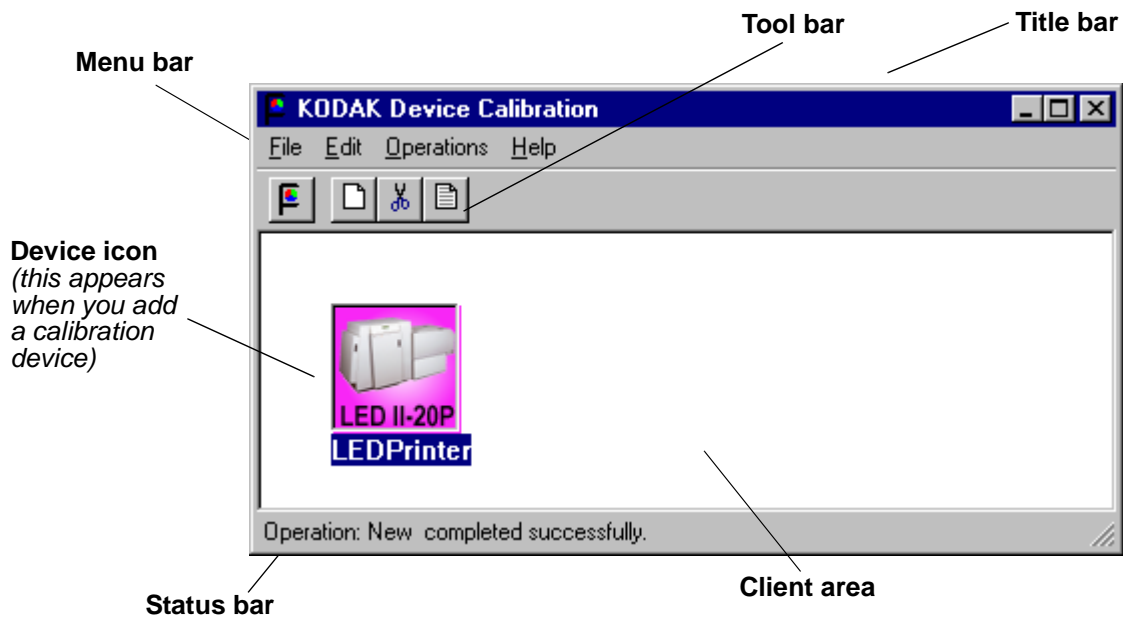 Tool bar
Title bar
Menu bar
KODAK Device Calibration
File Edit Operations Help
Device icon
(this appears
when you add
a calibration
device)
LED II-20P
LEDPrinter
Operation: New completed successfully.
Client area
Status bar